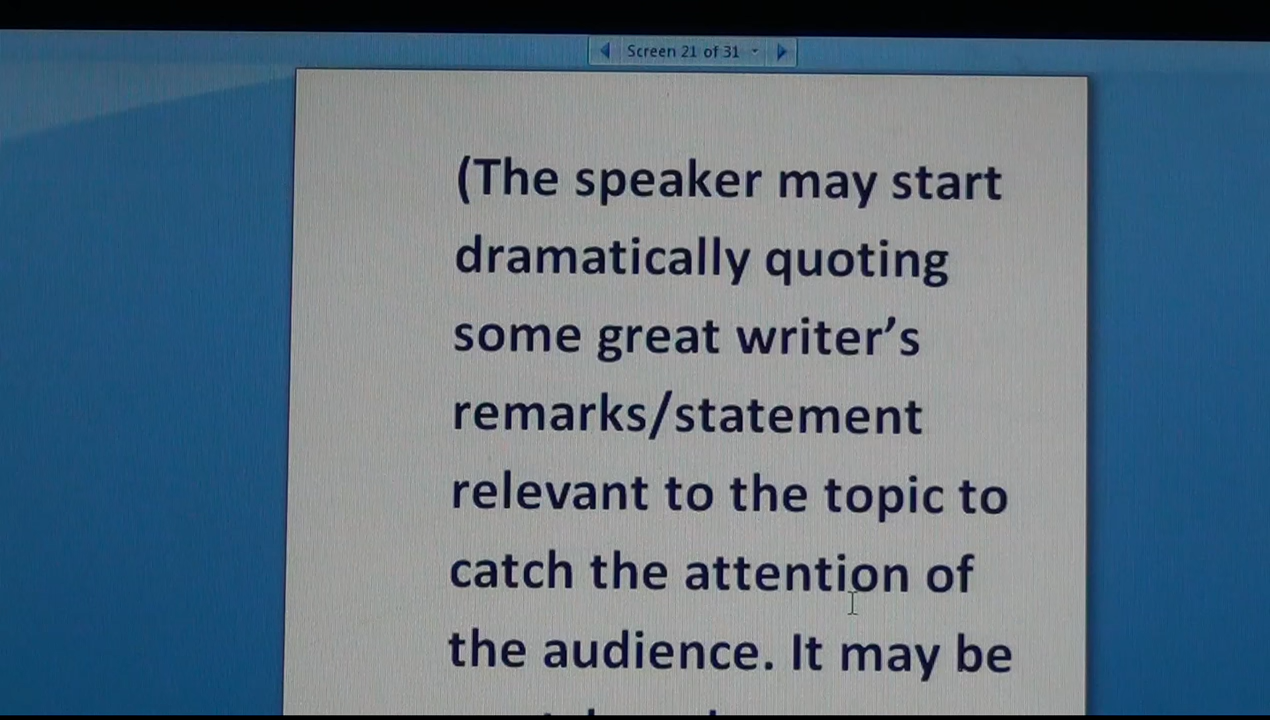 Screen 21 of 31
(The speaker may start
dramatically quoting
some great writer’s
remarks/statement
relevant to the topic to
catch the attention of
the audience. It may be